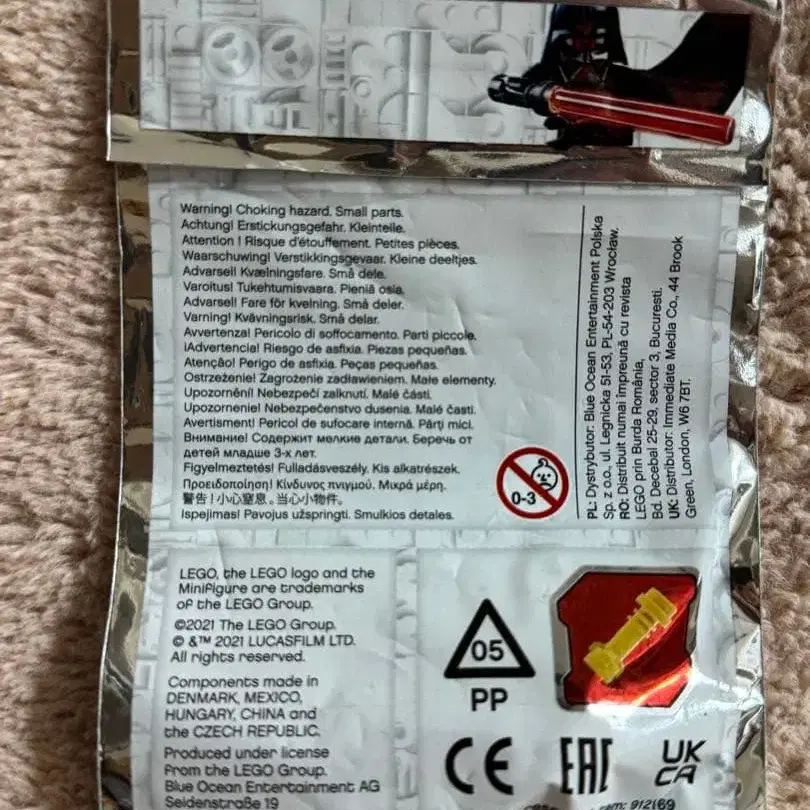 Warning! Choking hazard. Small parts.
Achtung! Erstickungsgefahr. Kleinteile.
Attention ! Risque d'étouffement. Petites pièces.
Waarschuwing! Verstikkingsgevaar. Kleine deeltjes.
Advarsel! Kvælningsfare. Små dele.
Varoitus! Tukehtumisvaara. Pieniä osia.
Advarsel! Fare för kvelning. Små deler.
Varning! Kvävningsrisk. Små delar.
Avvertenza! Pericolo di soffocamento. Parti piccole.
¡Advertencia! Riesgo de asfixia. Piezas pequeñas.
Atenção! Perigo de asfixia. Peças pequenas.
Ostrzeżenie! Zagrożenie zadławieniem. Małe elementy.
Upozornění! Nebezpečí zalknutí. Malé části.
Upozornenie! Nebezpečenstvo dusenia. Malé časti.
Avertisment! Pericol de sufocare internă. Părţi mici.
Внимание! Содержит мелкие детали. Беречь от
детей младше 3-х лет.
Figyelmeztetés! Fulladásveszély. Kis alkatrészek.
Προειδοποίηση! Κίνδυνος πνιγμού. Μικρά μέρη.
警告！小心窒息。当心小物件。
Įspėjimas! Pavojus užspringti. Smulkios detalės.
0-3
PL: Dystrybutor: Blue Ocean Entertainment Polska
Sp. z o.o., ul. Legnicka 51-53, PL-54-203 Wrocław.
RO: Distribuit numai împreună cu revista
LEGO prin Burda România,
Bd. Decebal 25-29, sector 3, Bucuresti.
UK: Distributor: Immediate Media Co., 44 Brook
Green, London, W6 7BT.
LEGO, the LEGO logo and the
Minifigure are trademarks
of the LEGO Group.
©2021 The LEGO Group.
© &™ 2021 LUCASFILM LTD.
All rights reserved.
Components made in
DENMARK, MEXICO,
HUNGARY, CHINA and
the CZECH REPUBLIC.
Produced under license
from the LEGO Group.
Blue Ocean Entertainment AG
Seidenstraße 19
05
PP
CE
EAC
UK
CA
912169